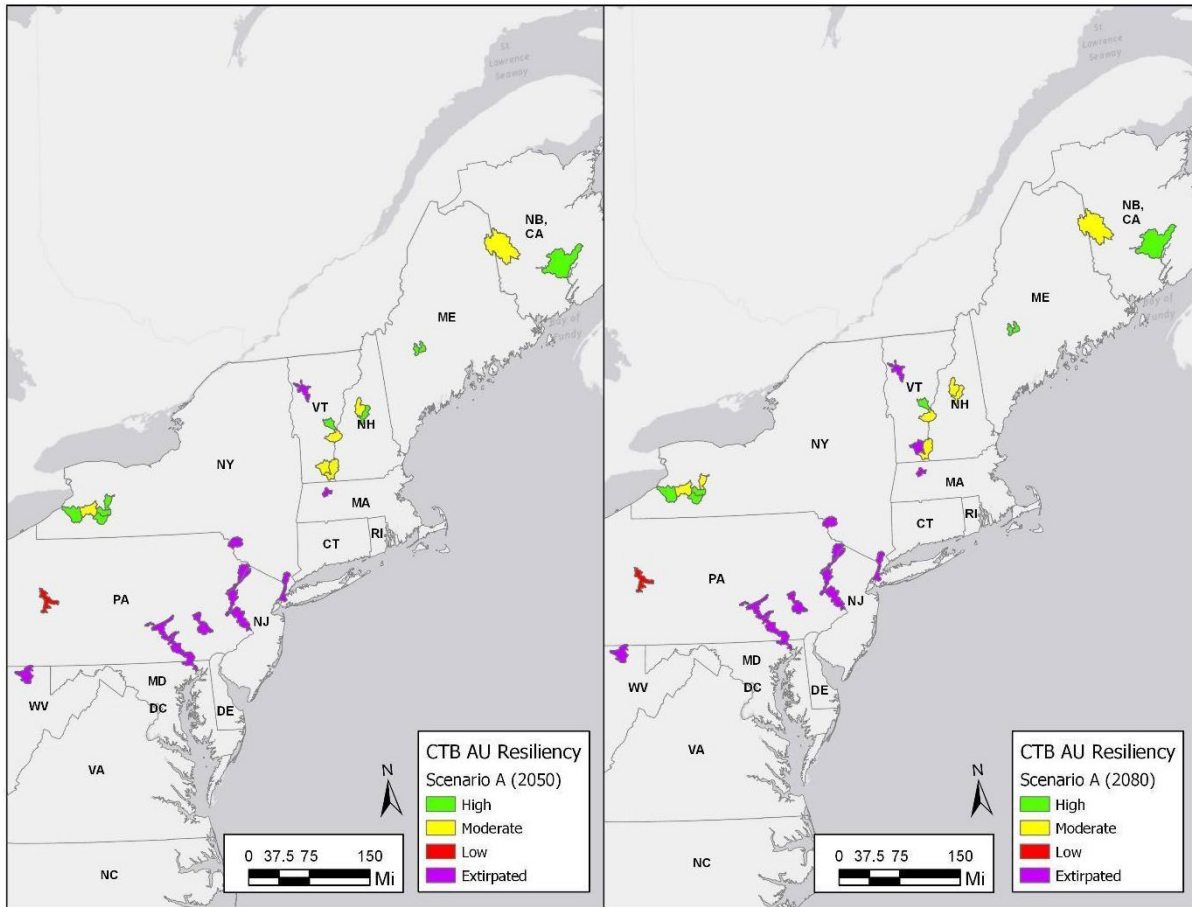 St.
Lawrence
Seaway
NB,
CA
ME
Bay of
Fundy
VT
NH
NY
MA
CT
RI
PA
NJ
MD
WV
DC
DE
VA
NC
CTB AU Resiliency
Scenario A (2050)
High
Moderate
Low
Extirpated
N
0 37.5 75 150
Mi
St.
Lawrence
Seaway
NB,
CA
ME
Bay of
Fundy
VT
NH
NY
MA
CT
RI
PA
NJ
MD
WV
DC
DE
VA
NC
CTB AU Resiliency
Scenario A (2080)
High
Moderate
Low
Extirpated
N
0 37.5 75 150
Mi